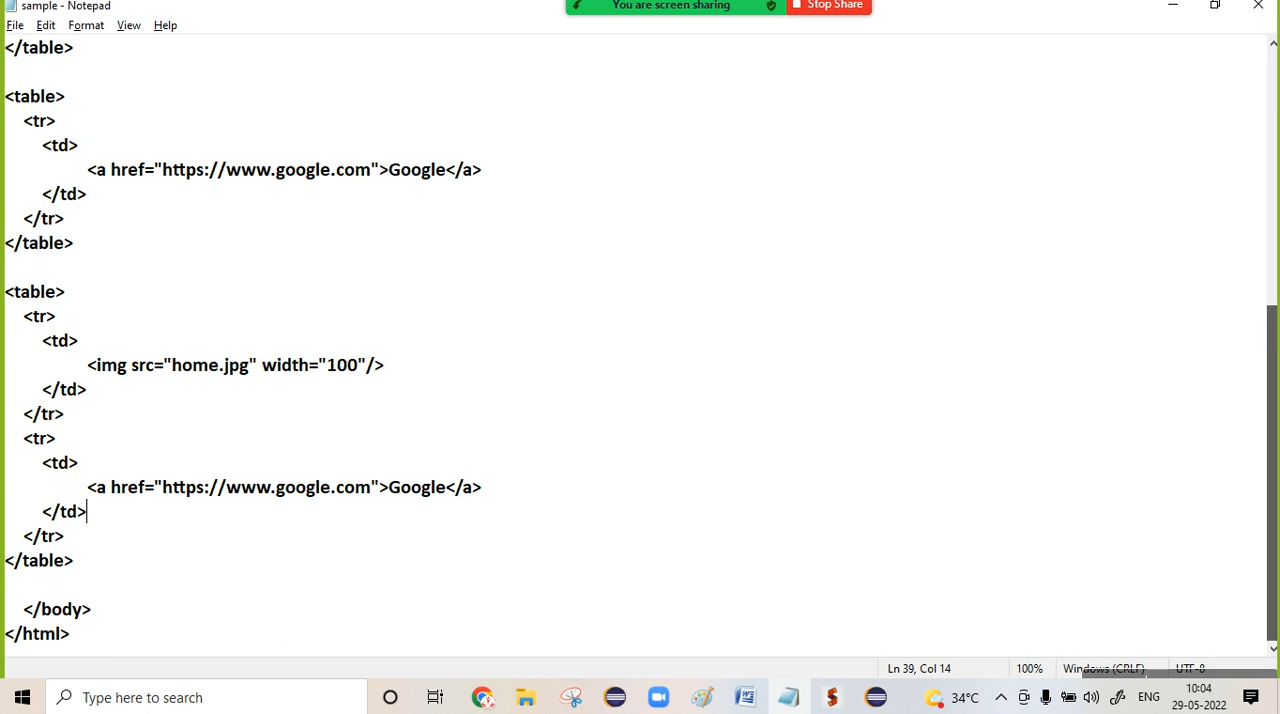 sample - Notepad
You are screen sharing
Stop Share
File Edit Format View Help
</table>
<table>
<tr>
<td>
<a href="https://www.google.com">Google</a>
</td>
</tr>
</table>
<table>
<tr>
<td>
<img src="home.jpg" width="100"/>
</td>
</tr>
<tr>
<td>
<a href="https://www.google.com">Google</a>
</td>
</tr>
</table>
</body>
</html>
Ln 39, Col 14 100% Windows (CRLF) UTF-8
Type here to search
34°C
ENG
10:04
29-05-2022